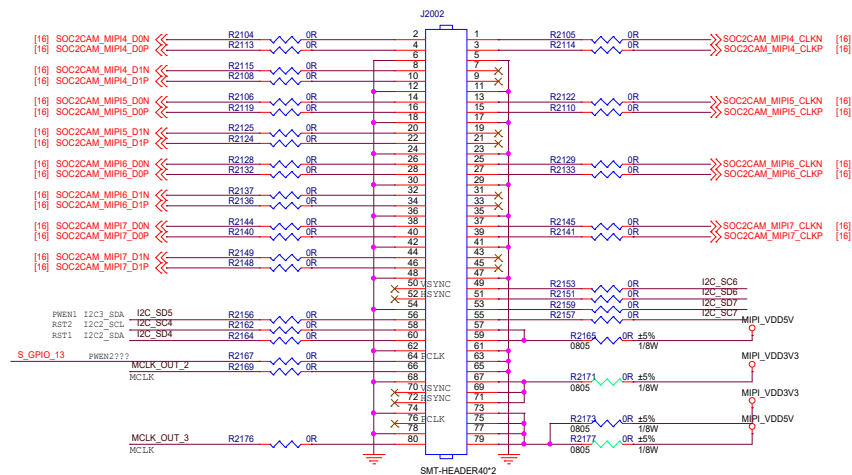 J2002
[16] SOC2CAM_MIPI4_D0N R2104 0R 2 1 R2105 0R SOC2CAM_MIPI4_CLKN [16]
[16] SOC2CAM_MIPI4_D0P R2113 0R 4 3 R2114 0R SOC2CAM_MIPI4_CLKP [16]
6 5
[16] SOC2CAM_MIPI4_D1N R2115 0R 8 7
[16] SOC2CAM_MIPI4_D1P R2108 0R 10 9
12 11
[16] SOC2CAM_MIPI5_D0N R2106 0R 14 13 R2122 0R SOC2CAM_MIPI5_CLKN [16]
[16] SOC2CAM_MIPI5_D0P R2119 0R 16 15 R2110 0R SOC2CAM_MIPI5_CLKP [16]
18 17
[16] SOC2CAM_MIPI5_D1N R2125 0R 20 19
[16] SOC2CAM_MIPI5_D1P R2124 0R 22 21
24 23
[16] SOC2CAM_MIPI6_D0N R2128 0R 26 25 R2129 0R SOC2CAM_MIPI6_CLKN [16]
[16] SOC2CAM_MIPI6_D0P R2132 0R 28 27 R2133 0R SOC2CAM_MIPI6_CLKP [16]
30 29
[16] SOC2CAM_MIPI6_D1N R2137 0R 32 31
[16] SOC2CAM_MIPI6_D1P R2136 0R 34 33
36 35
[16] SOC2CAM_MIPI7_D0N R2144 0R 38 37 R2145 0R SOC2CAM_MIPI7_CLKN [16]
[16] SOC2CAM_MIPI7_D0P R2140 0R 40 39 R2141 0R SOC2CAM_MIPI7_CLKP [16]
42 41
[16] SOC2CAM_MIPI7_D1N R2149 0R 44 43
[16] SOC2CAM_MIPI7_D1P R2148 0R 46 45
48 47
50 VSYNC 49 R2153 0R I2C_SC6
52 HSYNC 51 R2151 0R I2C_SD6
54 53 R2159 0R I2C_SD7
PWEN1 I2C3_SDA I2C_SD5 R2156 0R 56 55 R2157 0R I2C_SC7
RST2 I2C2_SCL I2C_SC4 R2162 0R 58 57 MIPI_VDD5V
RST1 I2C2_SDA I2C_SD4 R2164 0R 60 59 R2165 0R ±5%
0805 1/8W
62 61
S_GPIO_13 PWEN2??? R2167 0R 64 PCLK 63 MIPI_VDD3V3
MCLK_OUT_2 R2169 0R 66 65
MCLK
68 67 R2171 0R ±5%
0805 1/8W
70 VSYNC 69
72 HSYNC 71 MIPI_VDD3V3
74 73
76 PCLK 75 R2173 0R ±5% MIPI_VDD5V
0805 1/8W
78 77
MCLK_OUT_3 R2176 0R 80 79 R2177 0R ±5%
MCLK 0805 1/8W
SMT-HEADER40*2